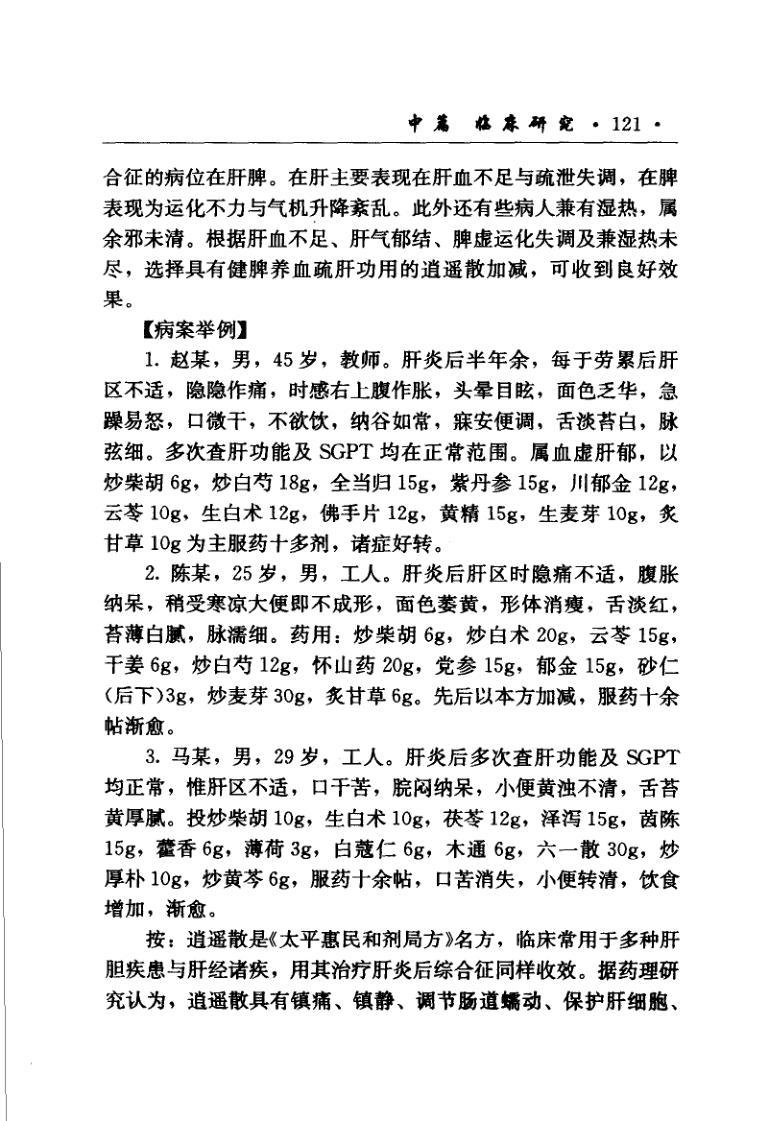 中篇 临床研究 · 121 ·
合征的病位在肝脾。在肝主要表现在肝血不足与疏泄失调，在脾
表现为运化不力与气机升降紊乱。此外还有些病人兼有湿热，属
余邪未清。根据肝血不足、肝气郁结、脾虚运化失调及兼湿热未
尽，选择具有健脾养血疏肝功用的逍遥散加减，可收到良好效
果。
【病案举例】
1. 赵某，男，45岁，教师。肝炎后半年余，每于劳累后肝
区不适，隐隐作痛，时感右上腹作胀，头晕目眩，面色乏华，急
躁易怒，口微干，不欲饮，纳谷如常，寐安便调，舌淡苔白，脉
弦细。多次查肝功能及 SGPT 均在正常范围。属血虚肝郁，以
炒柴胡 6g，炒白芍 18g，全当归 15g，紫丹参 15g，川郁金 12g，
云苓 10g、生白术 12g，佛手片 12g，黄精 15g，生麦芽 10g，炙
甘草 10g 为主服药十多剂，诸症好转。
2. 陈某，25岁，男，工人。肝炎后肝区时隐痛不适，腹胀
纳呆，稍受寒凉大便即不成形，面色萎黄，形体消瘦，舌淡红，
苔薄白腻，脉濡细。药用：炒柴胡 6g，炒白术 20g，云苓 15g，
干姜 6g，炒白芍 12g，怀山药 20g，党参 15g，郁金 15g，砂仁
（后下）3g，炒麦芽 30g，炙甘草 6g。先后以本方加减，服药十余
帖渐愈。
3. 马某，男，29岁，工人。肝炎后多次查肝功能及 SGPT
均正常，惟肝区不适，口干苦，脘闷纳呆，小便黄浊不清，舌苔
黄厚腻。投炒柴胡 10g，生白术 10g，茯苓 12g，泽泻 15g，茵陈
15g，藿香 6g，薄荷 3g，白蔻仁 6g，木通 6g，六一散 30g，炒
厚朴 10g，炒黄芩 6g，服药十余帖，口苦消失，小便转清，饮食
增加，渐愈。
按：逍遥散是《太平惠民和剂局方》名方，临床常用于多种肝
胆疾患与肝经诸疾，用其治疗肝炎后综合征同样收效。据药理研
究认为，逍遥散具有镇痛、镇静、调节肠道蠕动、保护肝细胞、